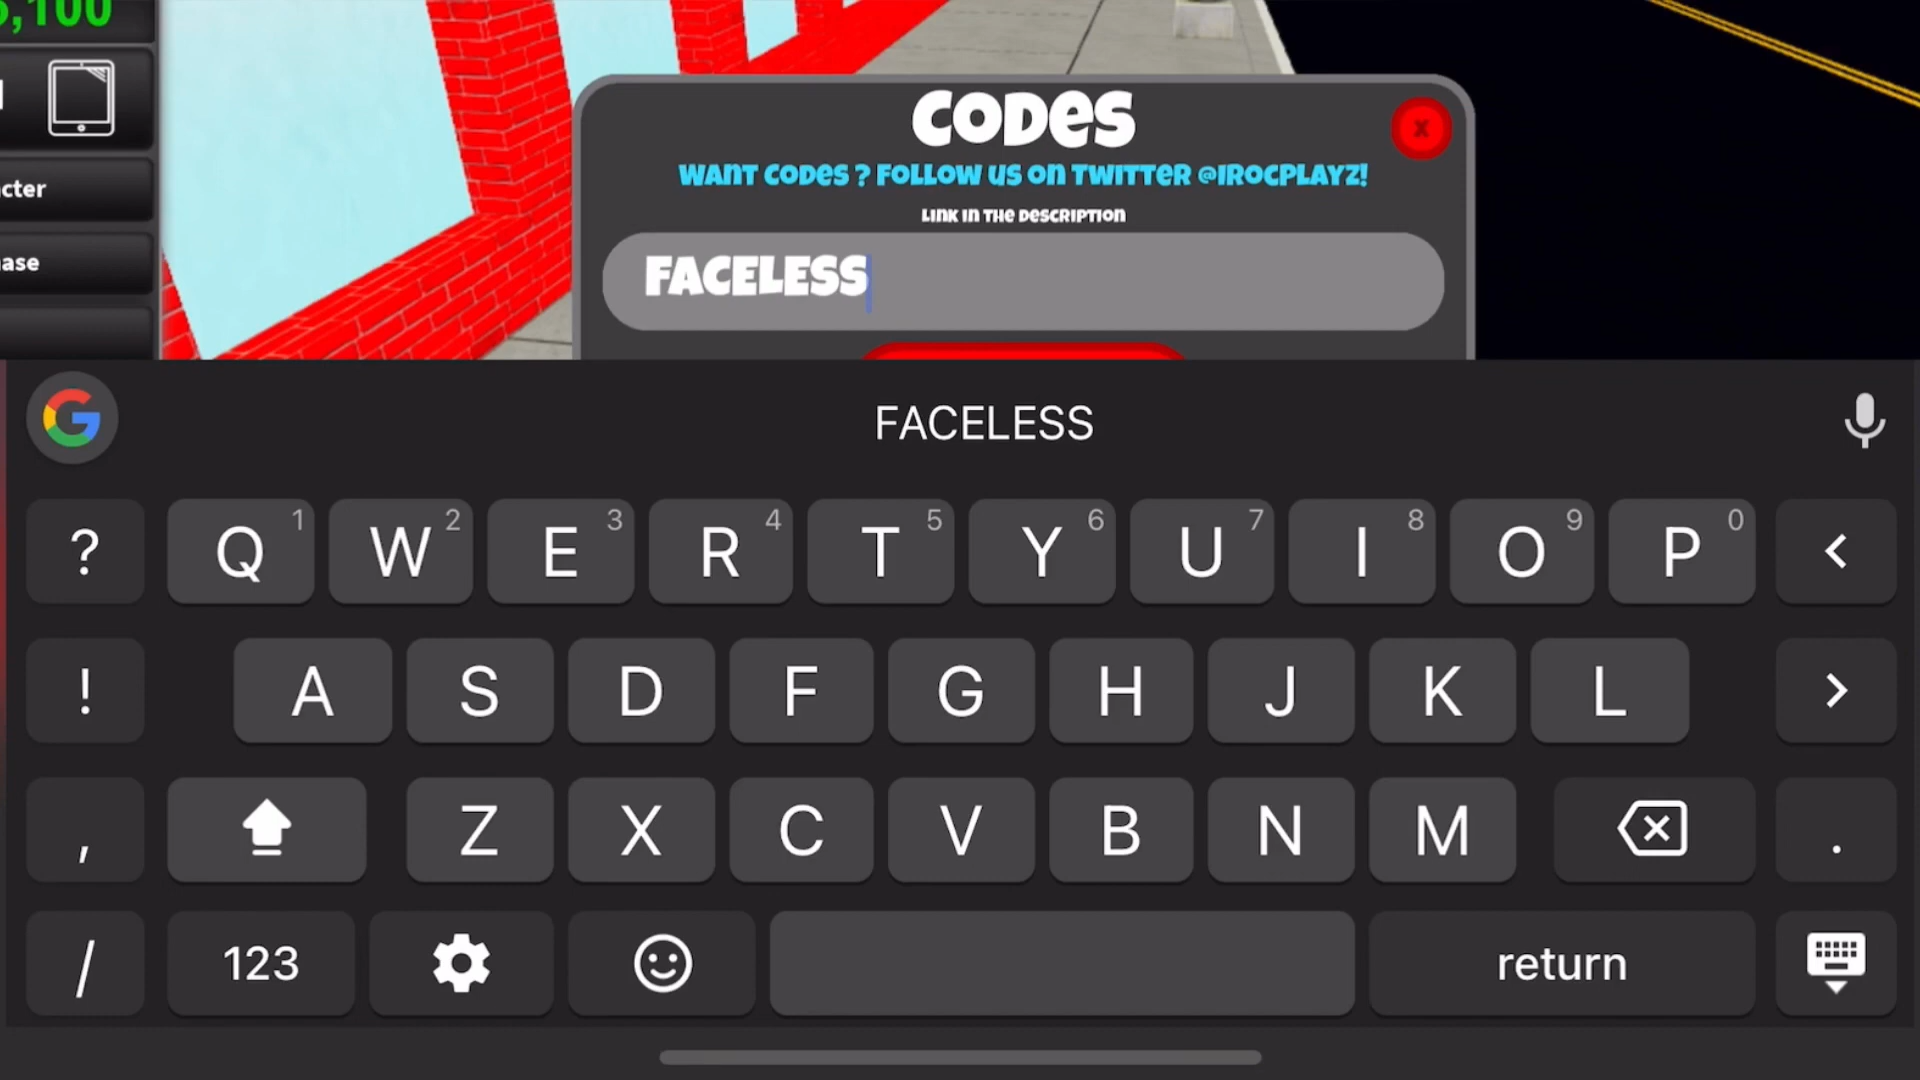 ,100
CODES
WANT CODES ? FOLLOW US ON TWITTER @IROCPLAYZ!
LINK IN THE DESCRIPTION
X
cter
ase
FACELESS
FACELESS
? Q 1 W 2 E 3 R 4 T 5 Y 6 U 7 I 8 O 9 P 0 <
! A S D F G H J K L >
, Z X C V B N M .
/ 123 return